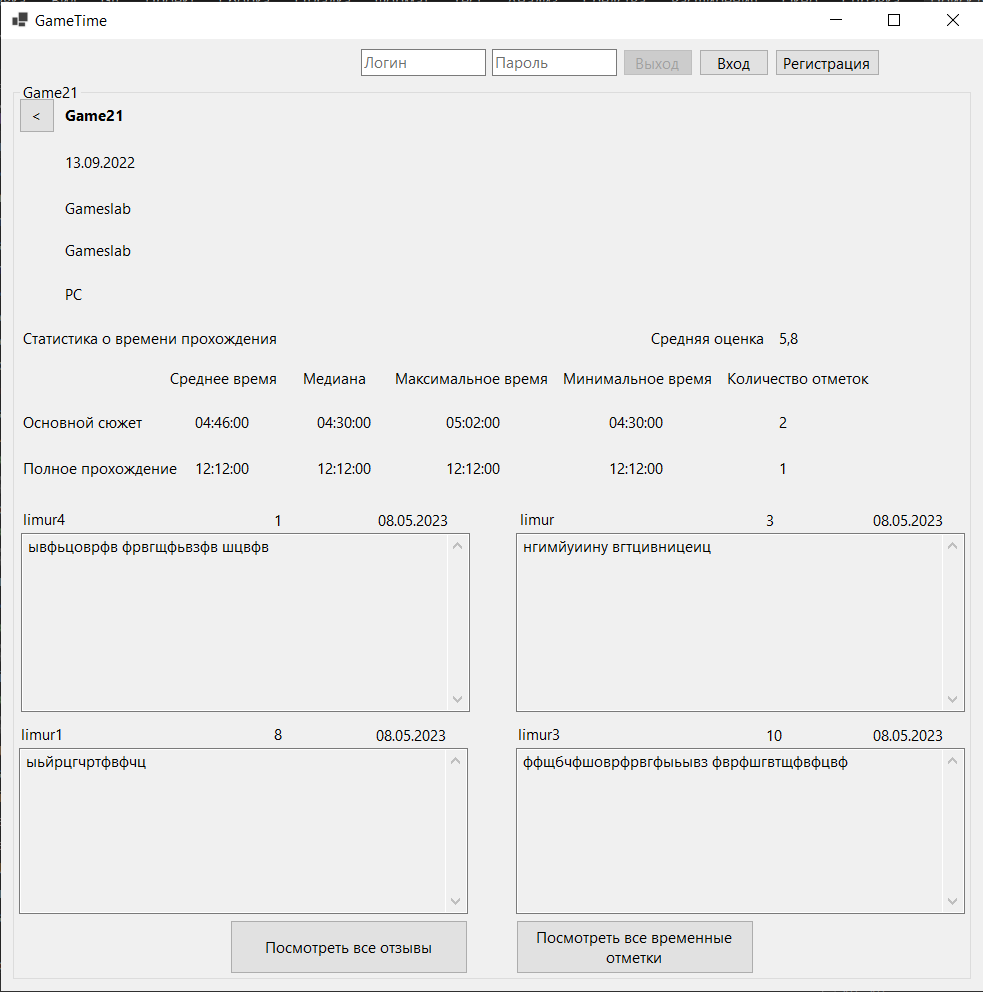 GameTime
Логин Пароль Выход Вход Регистрация
Game21
< Game21
13.09.2022
Gameslab
Gameslab
PC
Статистика о времени прохождения Средняя оценка 5,8
Среднее время Медиана Максимальное время Минимальное время Количество отметок
Основной сюжет 04:46:00 04:30:00 05:02:00 04:30:00 2
Полное прохождение 12:12:00 12:12:00 12:12:00 12:12:00 1
limur4 1 08.05.2023 limur 3 08.05.2023
ывфьцоврфв фрвгщфьвзфв шцвфв нгимйуиину вгтцивницеиц
limur1 8 08.05.2023 limur3 10 08.05.2023
ыьйрцгчртфвфчц ффщбчфшоврфрвгфыьывз фврфшгвтщфвфцвф
Посмотреть все отзывы Посмотреть все временные
отметки